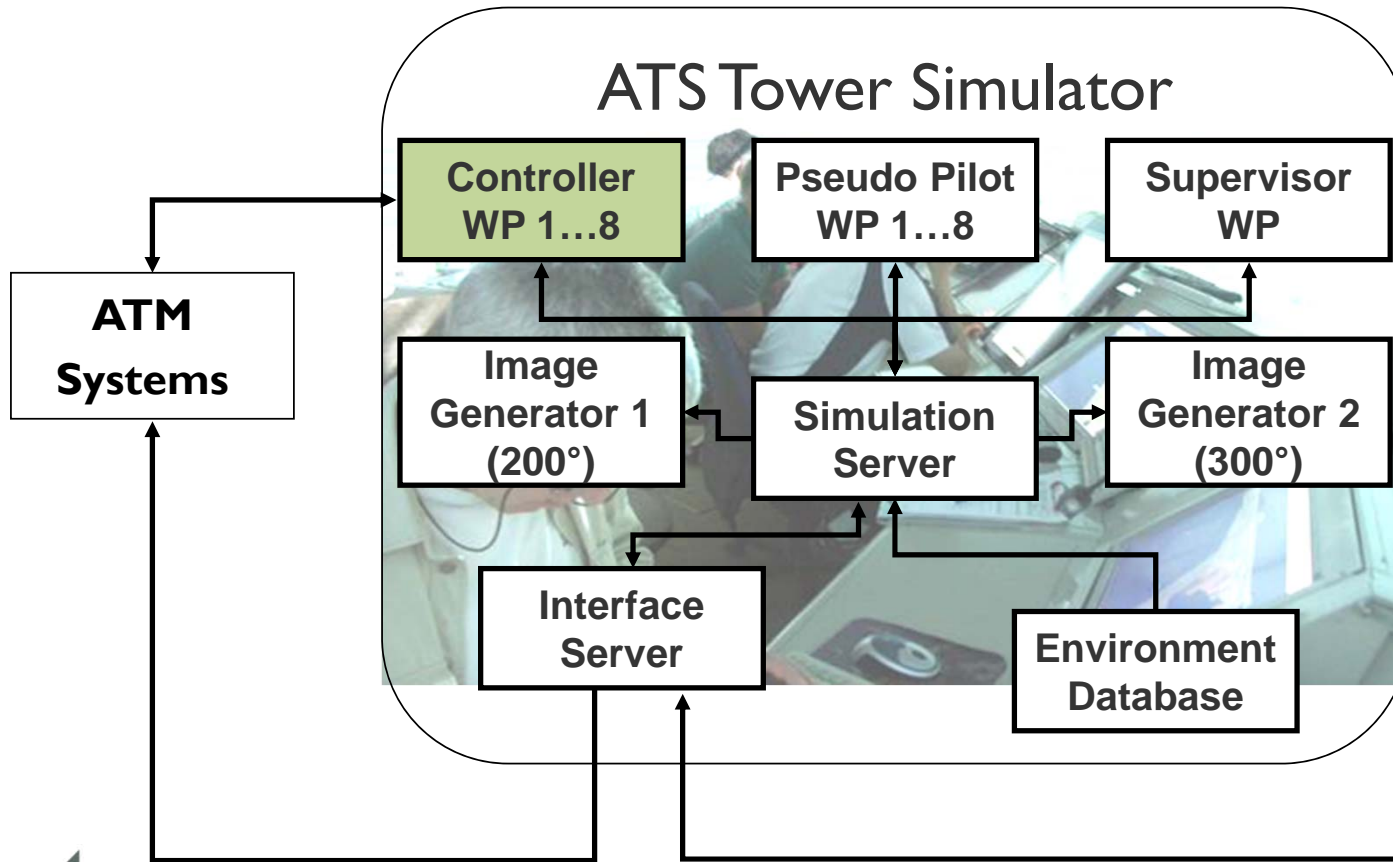 ATS Tower Simulator
Controller
WP 1…8
Pseudo Pilot
WP 1…8
Supervisor
WP
ATM
Systems
Image
Generator 1
(200°)
Simulation
Server
Image
Generator 2
(300°)
Interface
Server
Environment
Database